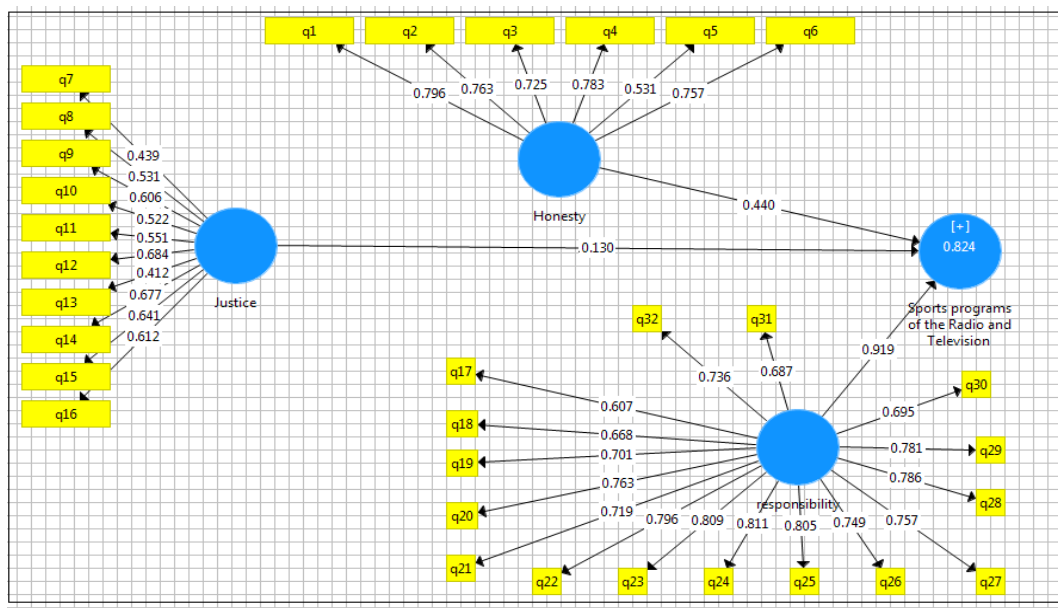 q1
q2
q3
q4
q5
q6
0.796
0.763
0.725
0.783
0.531
0.757
q7
q8
q9
q10
q11
q12
q13
q14
q15
q16
0.439
0.531
0.606
0.522
0.551
0.684
0.412
0.677
0.641
0.612
Justice
Honesty
0.440
0.130
[+]
0.824
Sports programs
of the Radio and
Television
0.919
q32
q31
0.736
0.687
q17
q18
q19
q20
q21
0.607
0.668
0.701
0.763
0.719
responsibility
q30
q29
q28
q27
0.695
0.781
0.786
0.757
0.796
0.809
0.811
0.805
0.749
q22
q23
q24
q25
q26